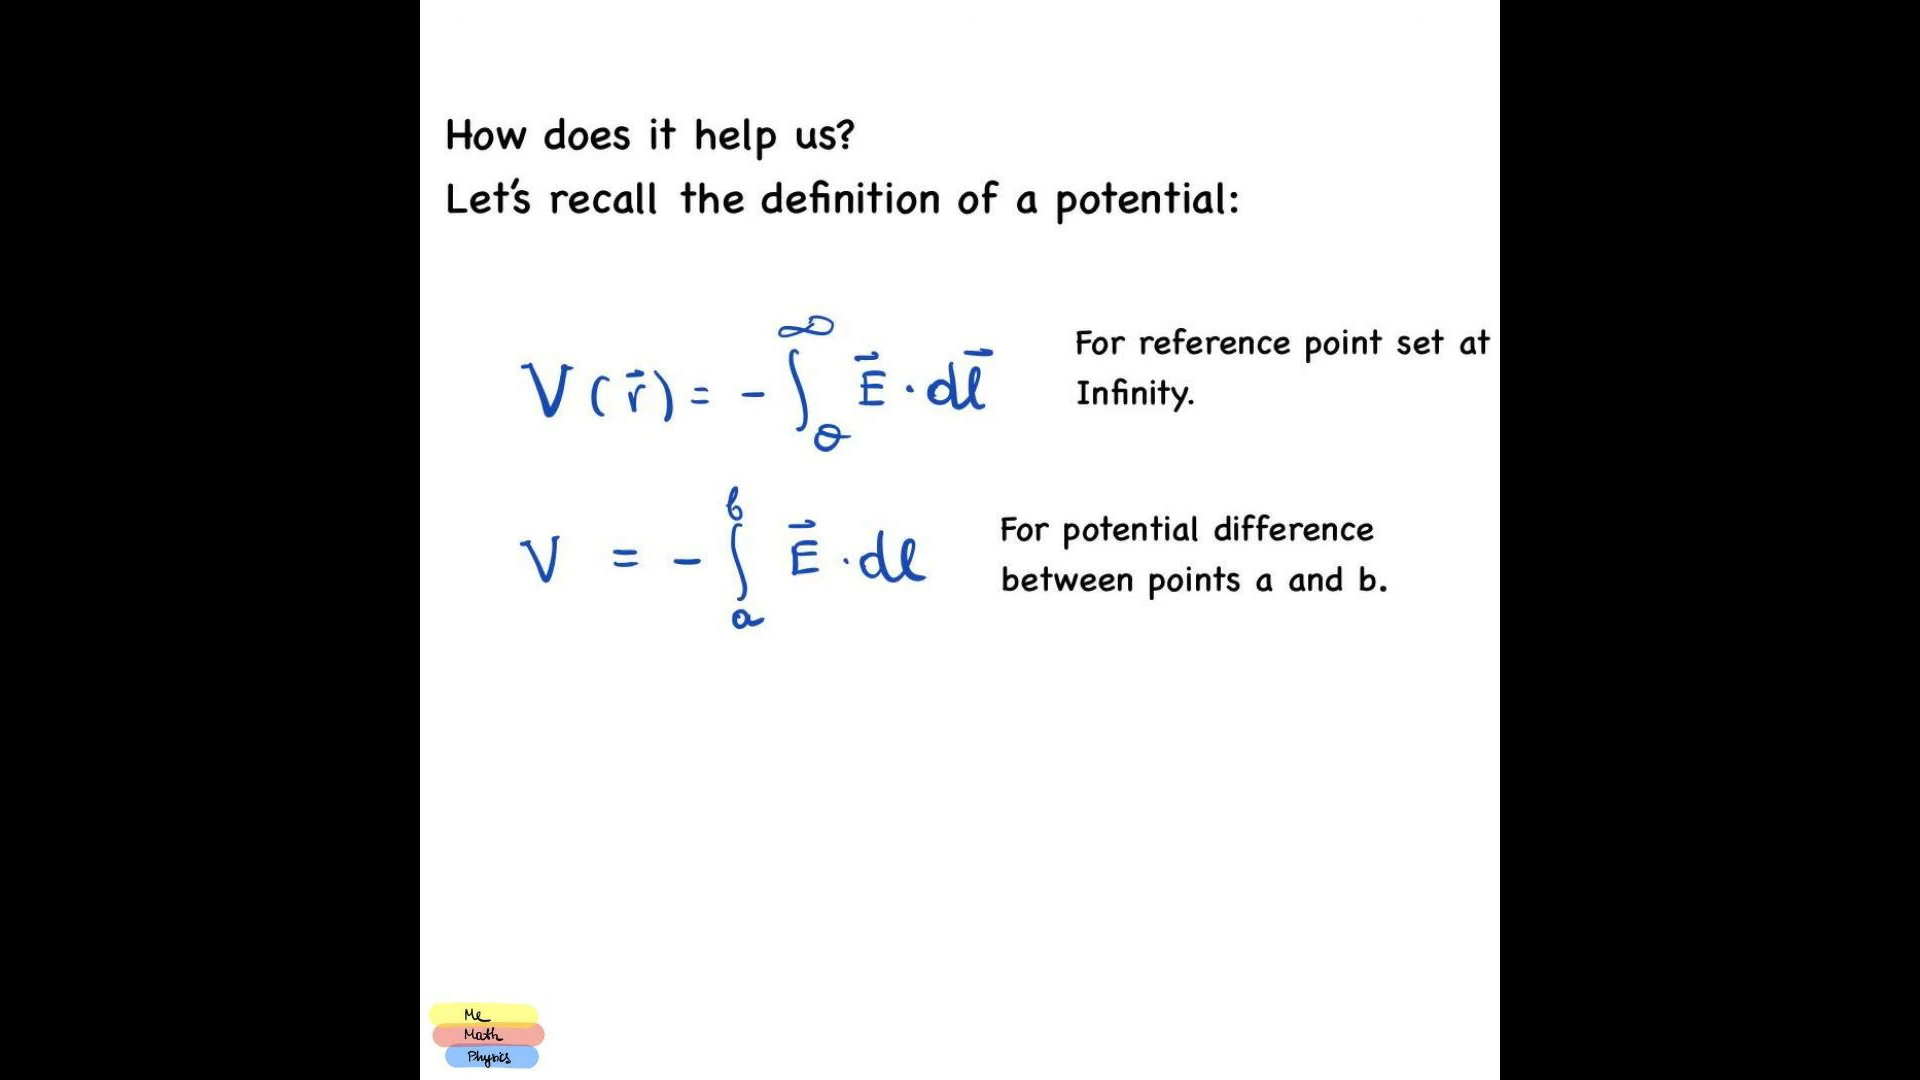 How does it help us?
Let's recall the definition of a potential:
V(r⃗) = - ∫_0^∞ E⃗ · dl⃗
For reference point set at
Infinity.
V = - ∫_a^b E⃗ · dl
For potential difference
between points a and b.
Me
Math
Physics